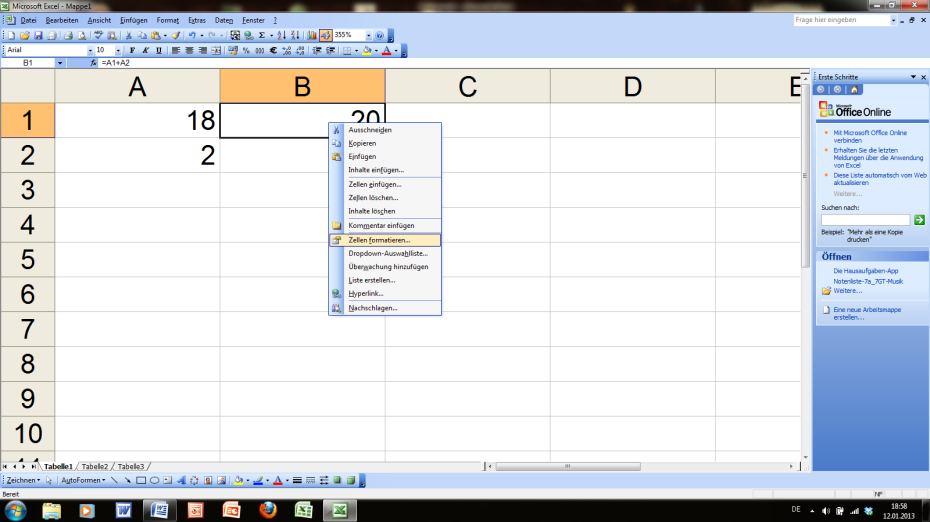 Microsoft Excel - Mappe1
Datei Bearbeiten Ansicht Einfügen Format Extras Daten Fenster ?
Frage hier eingeben
355%
Arial 10 F K U
% 000 €
B1 fx =A1+A2
A B C D E
1 18 20
2 2
3
4
5
6
7
8
9
10
Ausschneiden
Kopieren
Einfügen
Inhalte einfügen...
Zellen einfügen...
Zellen löschen...
Inhalte löschen
Kommentar einfügen
Zellen formatieren...
Dropdown-Auswahlliste...
Überwachung hinzufügen
Liste erstellen...
Hyperlink...
Nachschlagen...
Erste Schritte
Microsoft
Office Online
Mit Microsoft Office Online
verbinden
Erhalten Sie die letzten
Meldungen über die Anwendung
von Excel
Diese Liste automatisch vom Web
aktualisieren
Weitere...
Suchen nach:
Beispiel: "Mehr als eine Kopie
drucken"
Öffnen
Die Hausaufgaben-App
Notenliste-7a_7GT-Musik
Weitere...
Eine neue Arbeitsmappe
erstellen...
Tabelle1 Tabelle2 Tabelle3
Zeichnen AutoFormen
Bereit
NF
DE 18:58
12.01.2013